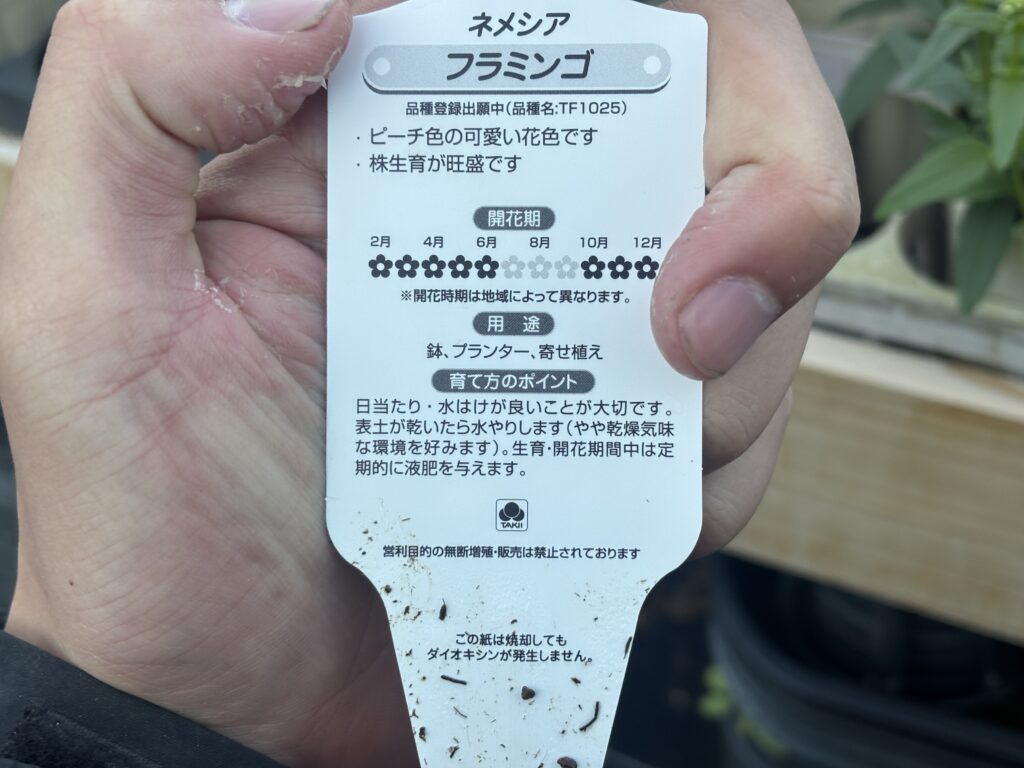 ネメシア
フラミンゴ
品種登録出願中(品種名:TF1025)
・ピーチ色の可愛い花色です
・株生育が旺盛です
開花期
2月 4月 6月 8月 10月 12月
※開花時期は地域によって異なります。
用 途
鉢、プランター、寄せ植え
育て方のポイント
日当たり・水はけが良いことが大切です。
表土が乾いたら水やりします(やや乾燥気味
な環境を好みます)。生育・開花期間中は定
期的に液肥を与えます。
TAKII
営利目的の無断増殖・販売は禁止されております
この紙は焼却しても
ダイオキシンが発生しません。